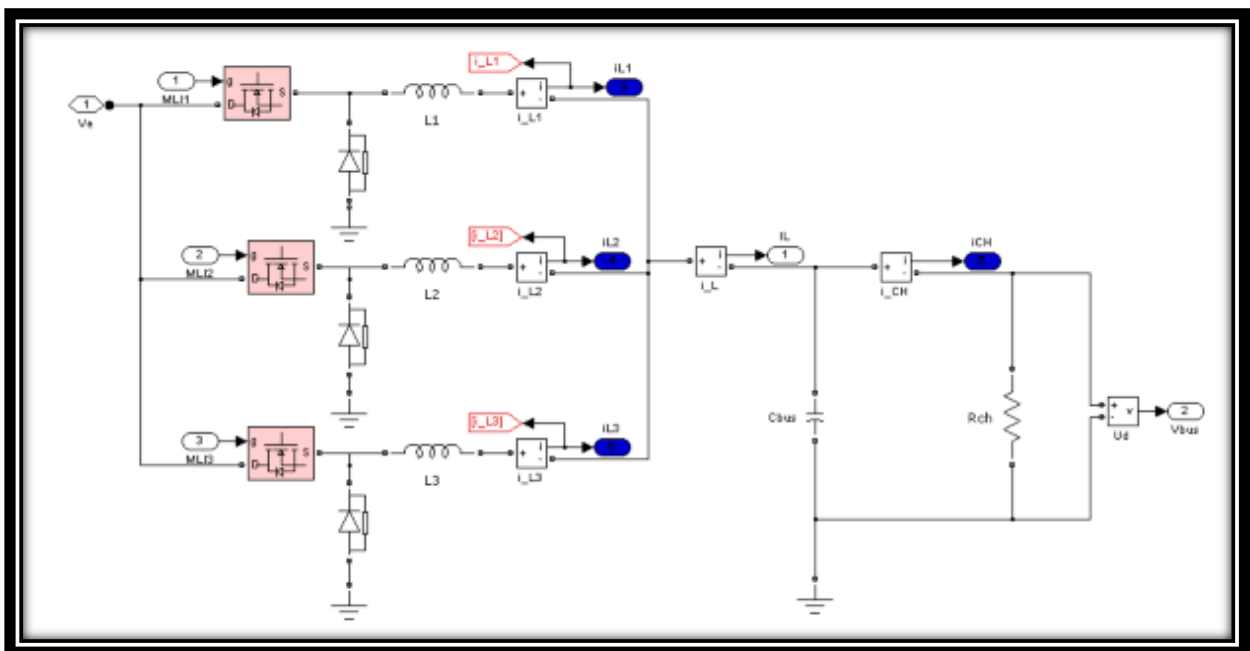 [i_L1]
iL1
1
g
S
3
MLI1
D
+
i
-
1
L1
i_L1
Ve
[i_L2]
iL2
IL
iCH
2
g
S
+
i
-
4
+
i
-
1
+
i
-
MLI2
D
L2
i_L2
i_L
i_CH
[i_L3]
iL3
Cbus
Rch
+
-
v
2
Ud
Vbus
3
g
S
+
i
-
MLI3
D
L3
i_L3